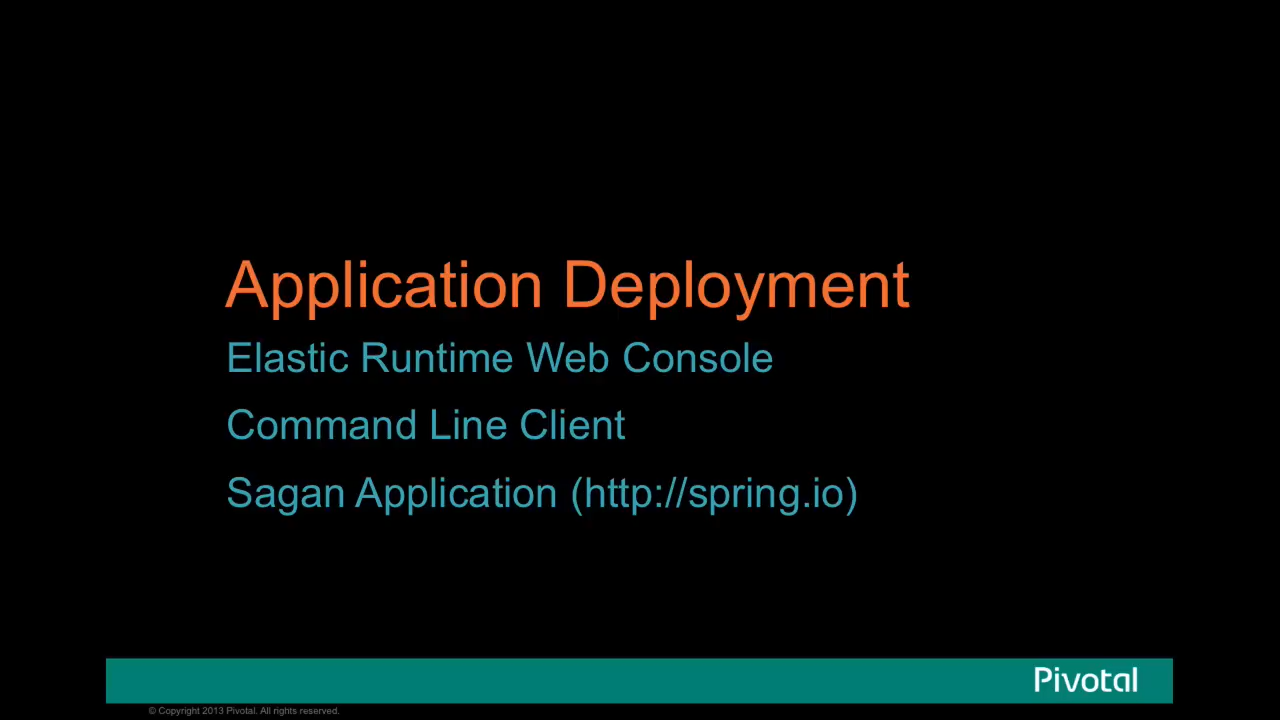 Application Deployment
Elastic Runtime Web Console
Command Line Client
Sagan Application (http://spring.io)
Pivotal
© Copyright 2013 Pivotal. All rights reserved.